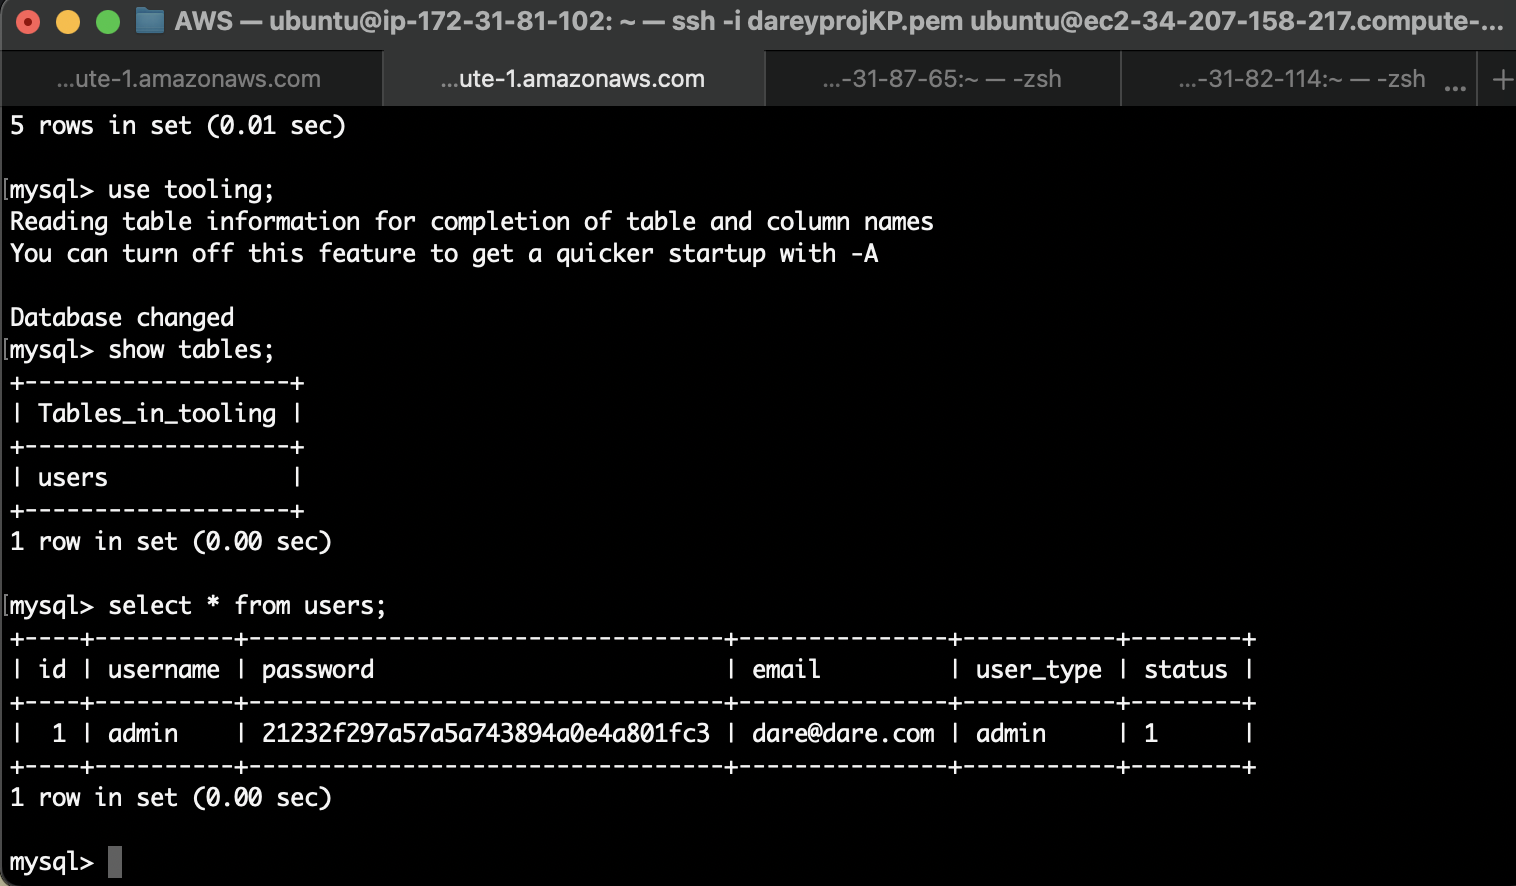 AWS — ubuntu@ip-172-31-81-102: ~ — ssh -i dareyprojKP.pem ubuntu@ec2-34-207-158-217.compute-...
...ute-1.amazonaws.com ...ute-1.amazonaws.com ...-31-87-65:~ — -zsh ...-31-82-114:~ — -zsh ... +
5 rows in set (0.01 sec)
[mysql> use tooling;
Reading table information for completion of table and column names
You can turn off this feature to get a quicker startup with -A
Database changed
[mysql> show tables;
+-------------------+
| Tables_in_tooling |
+-------------------+
| users             |
+-------------------+
1 row in set (0.00 sec)
[mysql> select * from users;
+----+----------+----------------------------------+---------------+-----------+--------+
| id | username | password                         | email         | user_type | status |
+----+----------+----------------------------------+---------------+-----------+--------+
|  1 | admin    | 21232f297a57a5a743894a0e4a801fc3 | dare@dare.com | admin     | 1      |
+----+----------+----------------------------------+---------------+-----------+--------+
1 row in set (0.00 sec)
mysql>